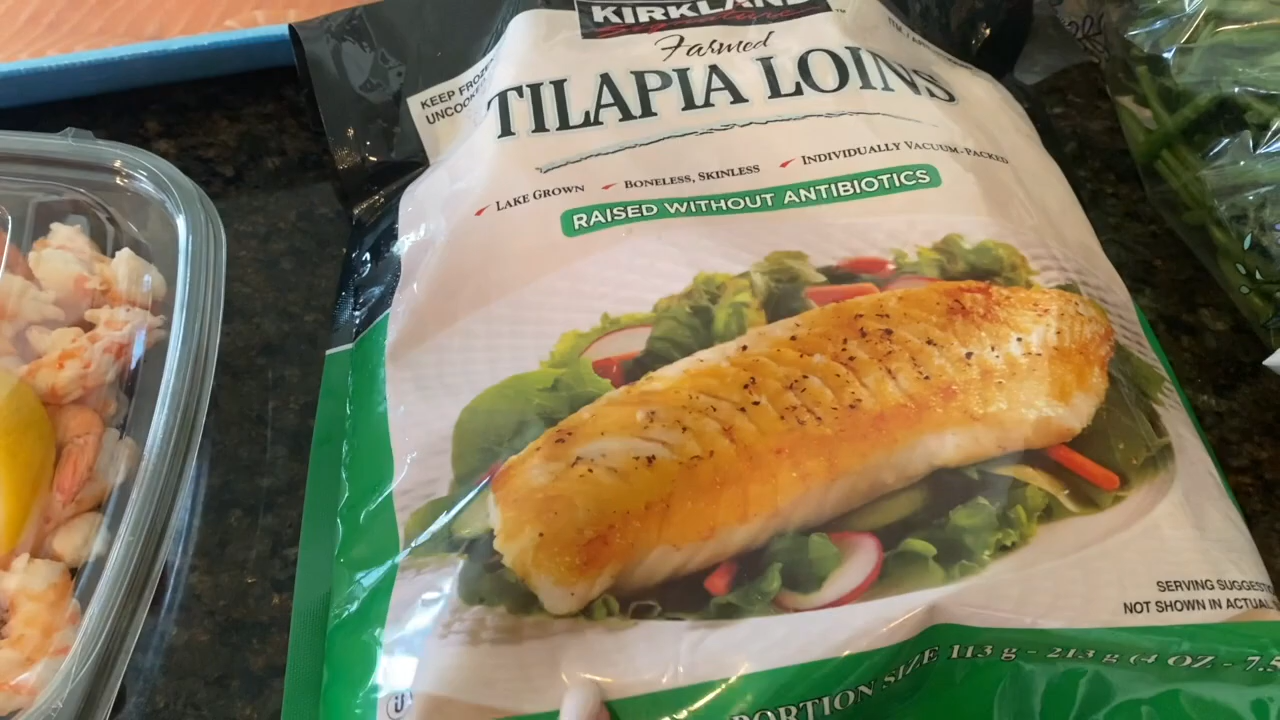 KIRKLAND
Signature
Farmed
TILAPIA LOINS
KEEP FROZEN
UNCOOKED
LAKE GROWN
BONELESS, SKINLESS
INDIVIDUALLY VACUUM-PACKED
RAISED WITHOUT ANTIBIOTICS
SERVING SUGGESTION
NOT SHOWN IN ACTUAL
PORTION SIZE 113 g - 213 g (4 OZ - 7.5
U